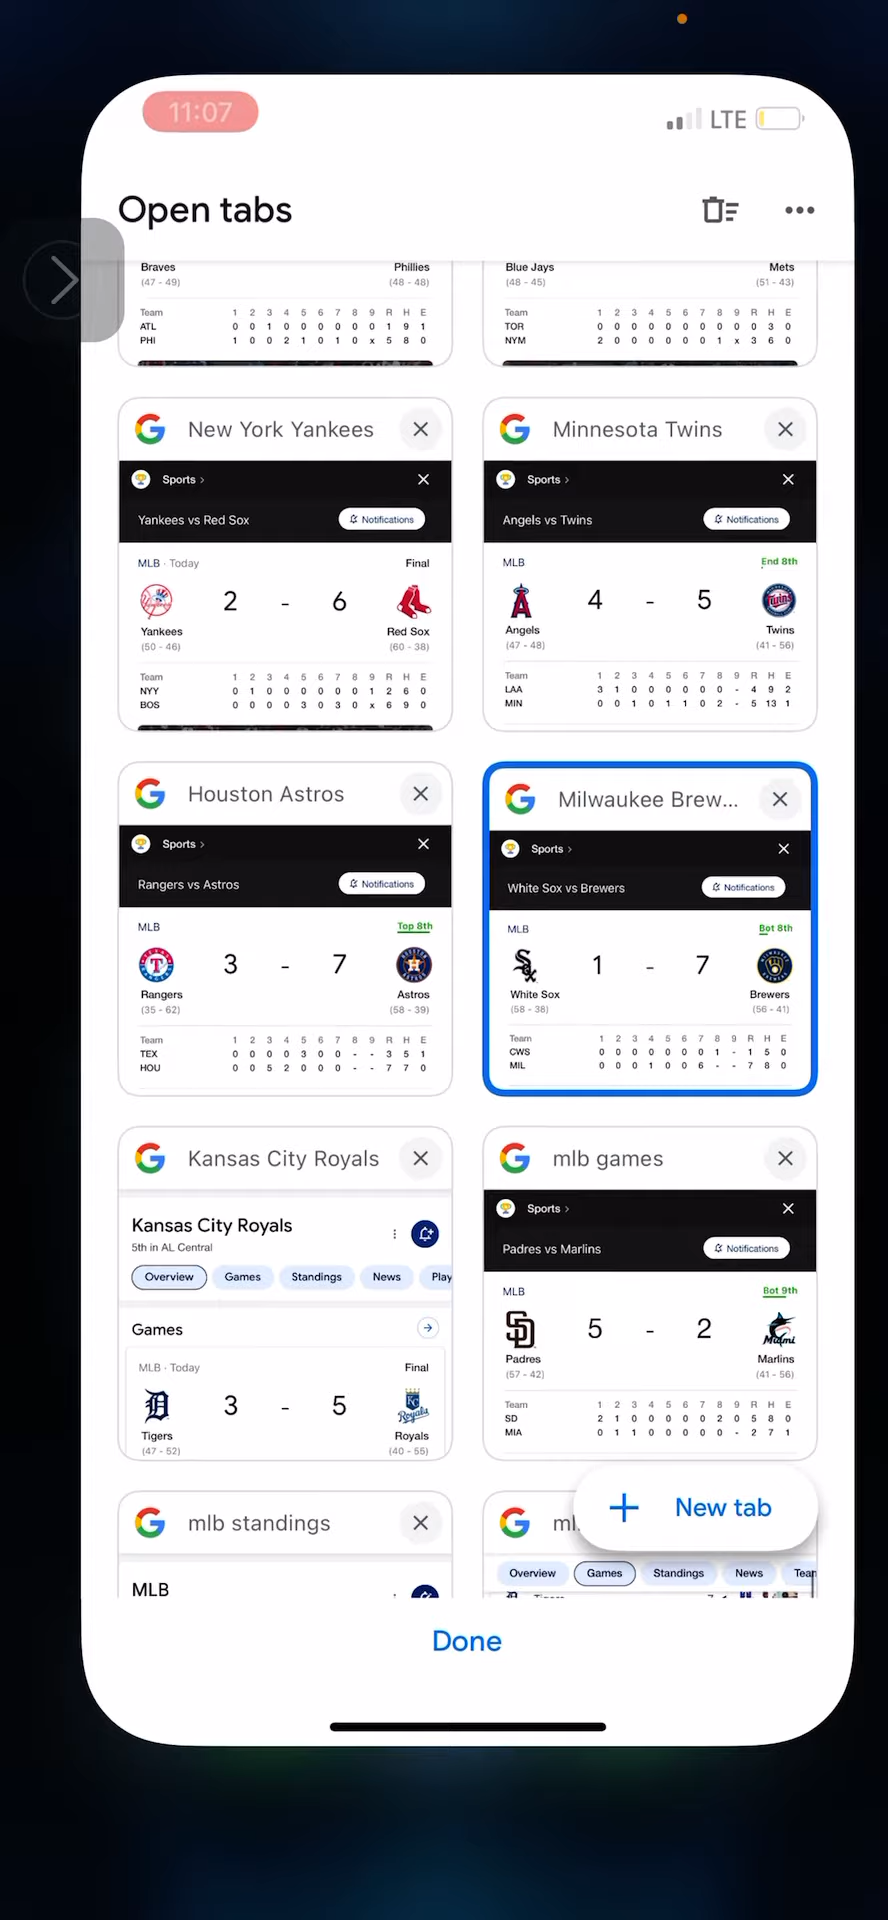 11:07
LTE
Open tabs
Braves Phillies
(47 - 49) (48 - 48)
Team 1 2 3 4 5 6 7 8 9 R H E
ATL 0 0 1 0 0 0 0 0 0 1 9 1
PHI 1 0 0 2 1 0 1 0 x 5 8 0
Blue Jays Mets
(48 - 45) (51 - 43)
Team 1 2 3 4 5 6 7 8 9 R H E
TOR 0 0 0 0 0 0 0 0 0 0 3 0
NYM 2 0 0 0 0 0 0 1 x 3 6 0
New York Yankees
Sports
Yankees vs Red Sox Notifications
MLB · Today Final
2 - 6
Yankees Red Sox
(50 - 46) (60 - 38)
Team 1 2 3 4 5 6 7 8 9 R H E
NYY 0 1 0 0 0 0 0 0 1 2 6 0
BOS 0 0 0 0 3 0 3 0 x 6 9 0
Minnesota Twins
Sports
Angels vs Twins Notifications
MLB End 8th
4 - 5
Angels Twins
(47 - 48) (41 - 56)
Team 1 2 3 4 5 6 7 8 9 R H E
LAA 3 1 0 0 0 0 0 0 - 4 9 2
MIN 0 0 1 0 1 1 0 2 - 5 13 1
Houston Astros
Sports
Rangers vs Astros Notifications
MLB Top 8th
3 - 7
Rangers Astros
(35 - 62) (58 - 39)
Team 1 2 3 4 5 6 7 8 9 R H E
TEX 0 0 0 0 3 0 0 - - 3 5 1
HOU 0 0 5 2 0 0 0 - - 7 7 0
Milwaukee Brew...
Sports
White Sox vs Brewers Notifications
MLB Bot 8th
1 - 7
White Sox Brewers
(58 - 38) (56 - 41)
Team 1 2 3 4 5 6 7 8 9 R H E
CWS 0 0 0 0 0 0 0 1 - 1 5 0
MIL 0 0 0 1 0 0 6 - - 7 8 0
Kansas City Royals
Kansas City Royals
5th in AL Central
Overview Games Standings News Play
Games
MLB · Today Final
3 - 5
Tigers Royals
(47 - 52) (40 - 55)
mlb games
Sports
Padres vs Marlins Notifications
MLB Bot 9th
5 - 2
Padres Marlins
(57 - 42) (41 - 56)
Team 1 2 3 4 5 6 7 8 9 R H E
SD 2 1 0 0 0 0 0 2 0 5 8 0
MIA 0 1 1 0 0 0 0 0 - 2 7 1
mlb standings
MLB
Overview Games Standings News Tean
New tab
Done